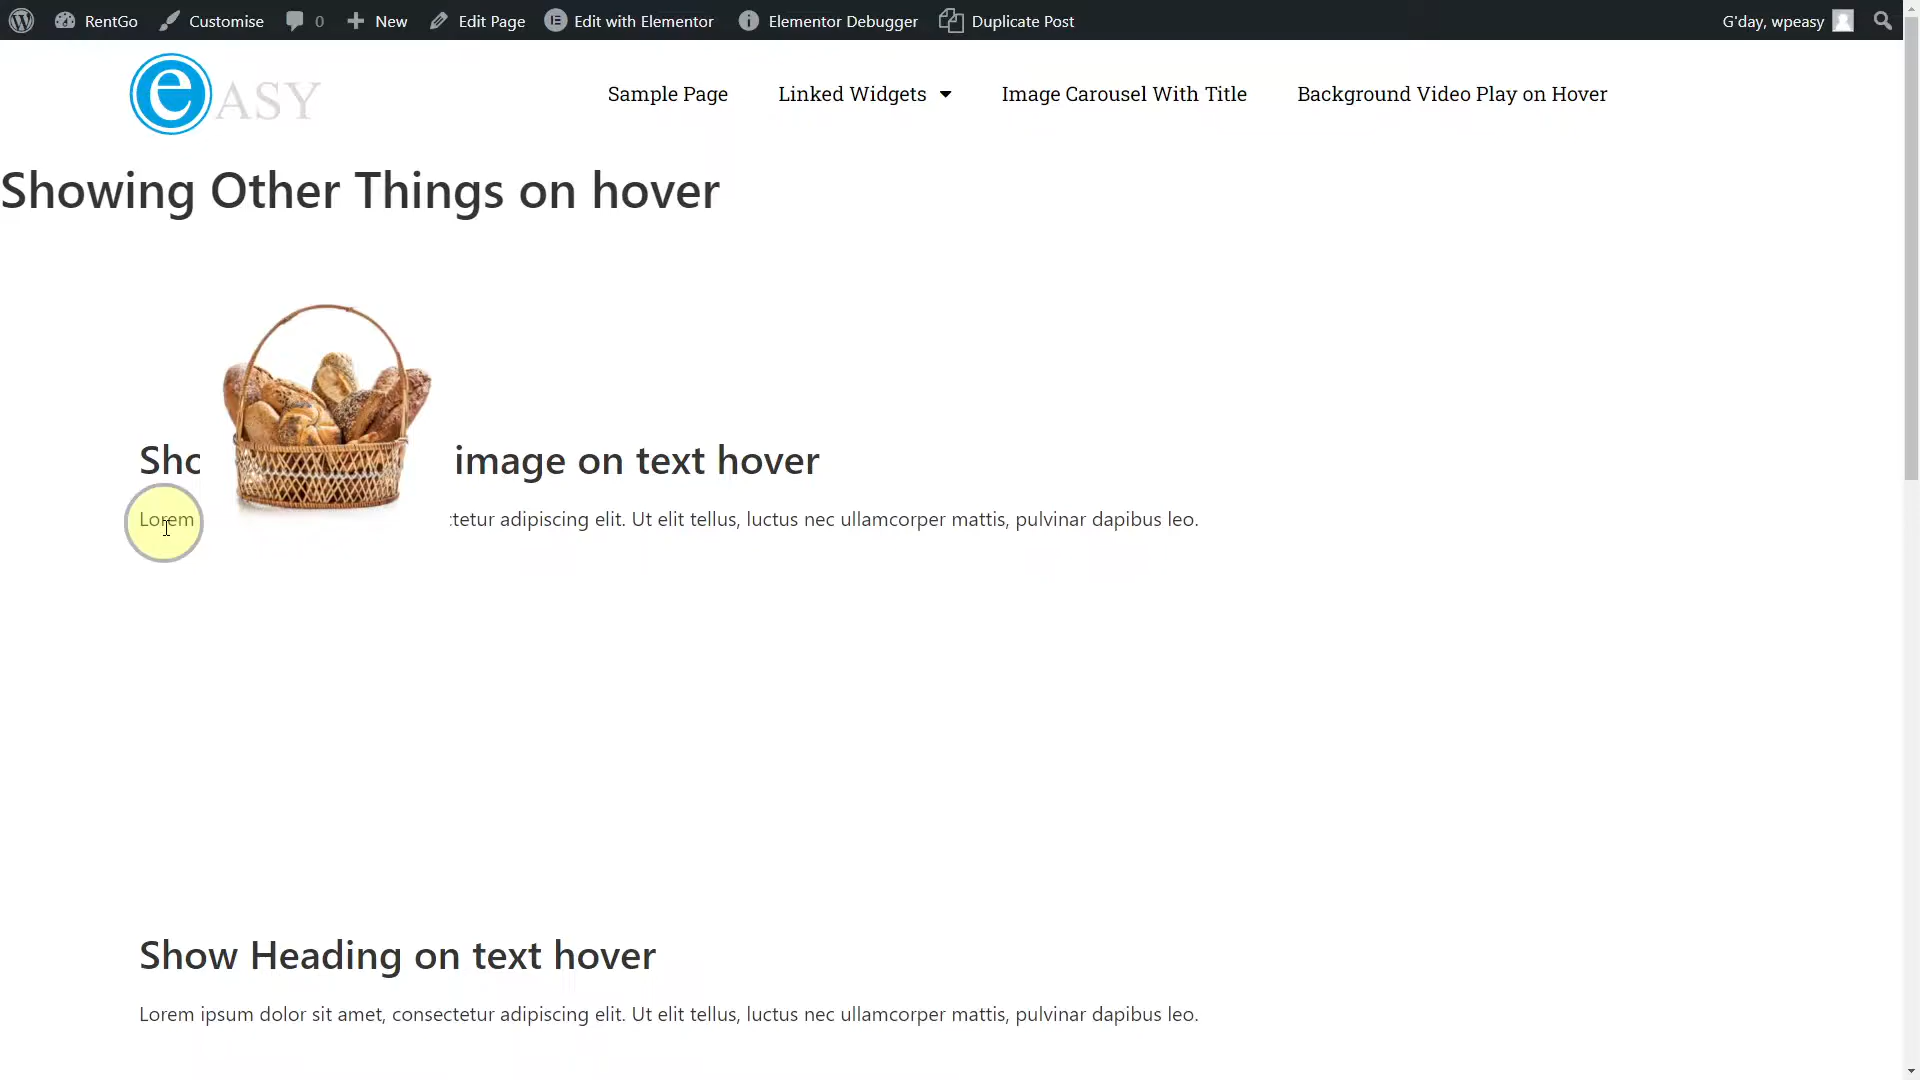 RentGo Customise 0 New Edit Page Edit with Elementor Elementor Debugger Duplicate Post G'day, wpeasy
eASY
Sample Page Linked Widgets Image Carousel With Title Background Video Play on Hover
Showing Other Things on hover
image on text hover
Lorem adipiscing elit. Ut elit tellus, luctus nec ullamcorper mattis, pulvinar dapibus leo.
Show Heading on text hover
Lorem ipsum dolor sit amet, consectetur adipiscing elit. Ut elit tellus, luctus nec ullamcorper mattis, pulvinar dapibus leo.